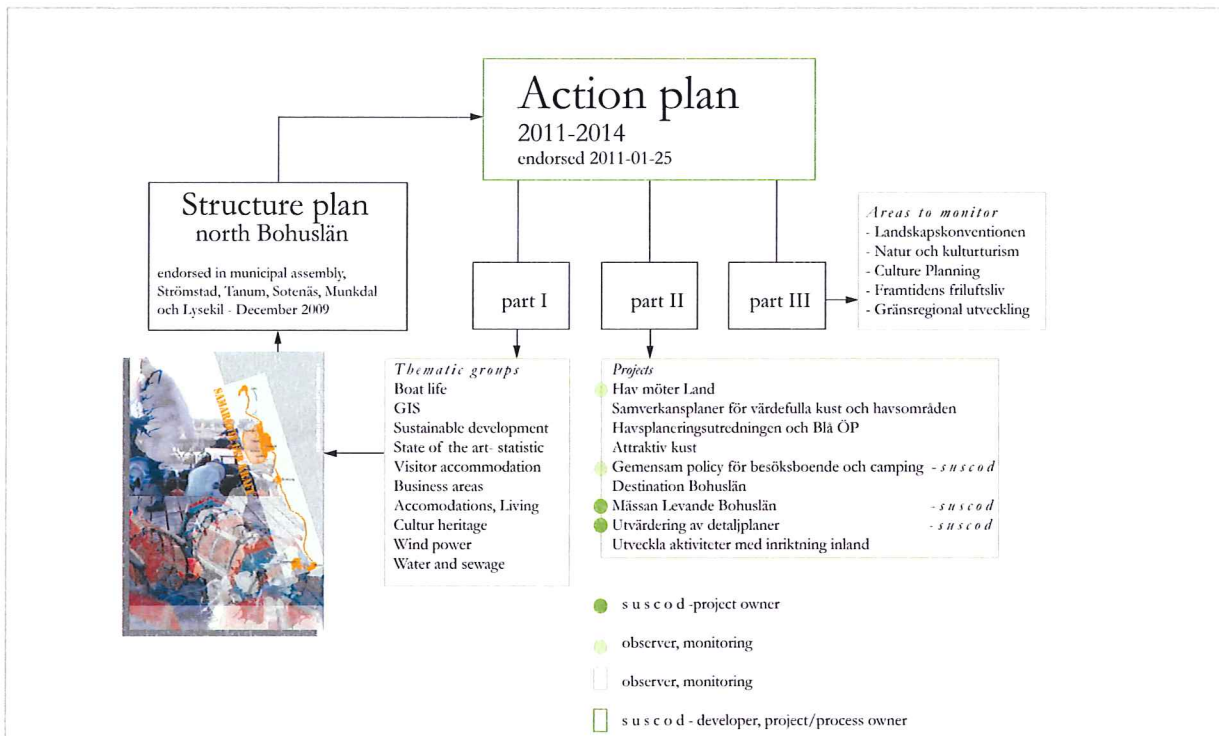 Action plan
2011-2014
endorsed 2011-01-25
Structure plan
north Bohuslän
endorsed in municipal assembly,
Strömstad, Tanum, Sotenäs, Munkdal
och Lysekil - December 2009
part I
part II
part III
Areas to monitor
- Landskapskonventionen
- Natur och kulturturism
- Culture Planning
- Framtidens friluftsliv
- Gränsregional utveckling
Thematic groups
Boat life
GIS
Sustainable development
State of the art- statistic
Visitor accommodation
Business areas
Accomodations, Living
Cultur heritage
Wind power
Water and sewage
Projects
Hav möter Land
Samverkansplaner för värdefulla kust och havsområden
Havsplaneringsutredningen och Blå ÖP
Attraktiv kust
Gemensam policy för besöksboende och camping - suscod
Destination Bohuslän
Mässan Levande Bohuslän - suscod
Utvärdering av detaljplaner - suscod
Utveckla aktiviteter med inriktning inland
suscod -project owner
observer, monitoring
observer, monitoring
suscod - developer, project/process owner